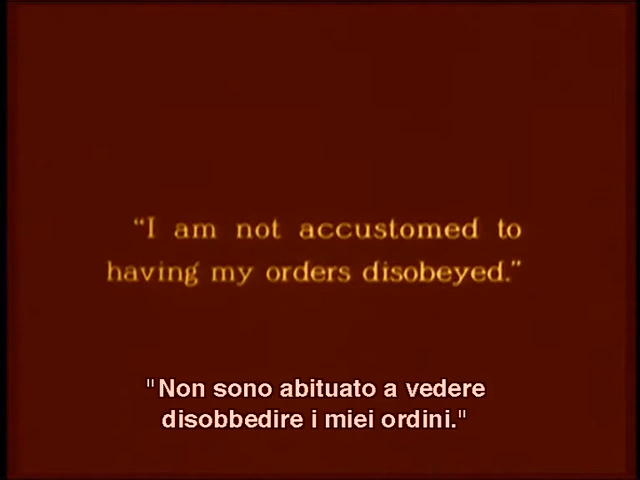 “I am not accustomed to
having my orders disobeyed.”
"Non sono abituato a vedere
disobbedire i miei ordini."